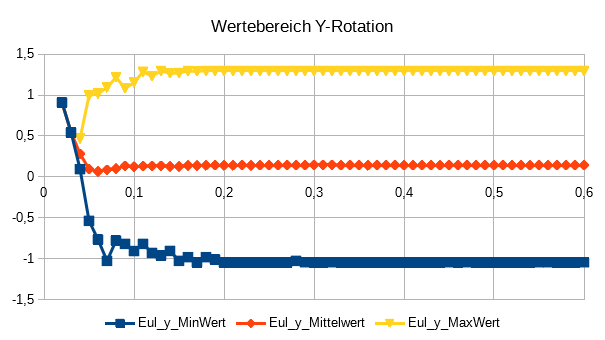 Wertebereich Y-Rotation
1,5
1
0,5
0
-0,5
-1
-1,5
0 0,1 0,2 0,3 0,4 0,5 0,6
Eul_y_MinWert Eul_y_Mittelwert Eul_y_MaxWert